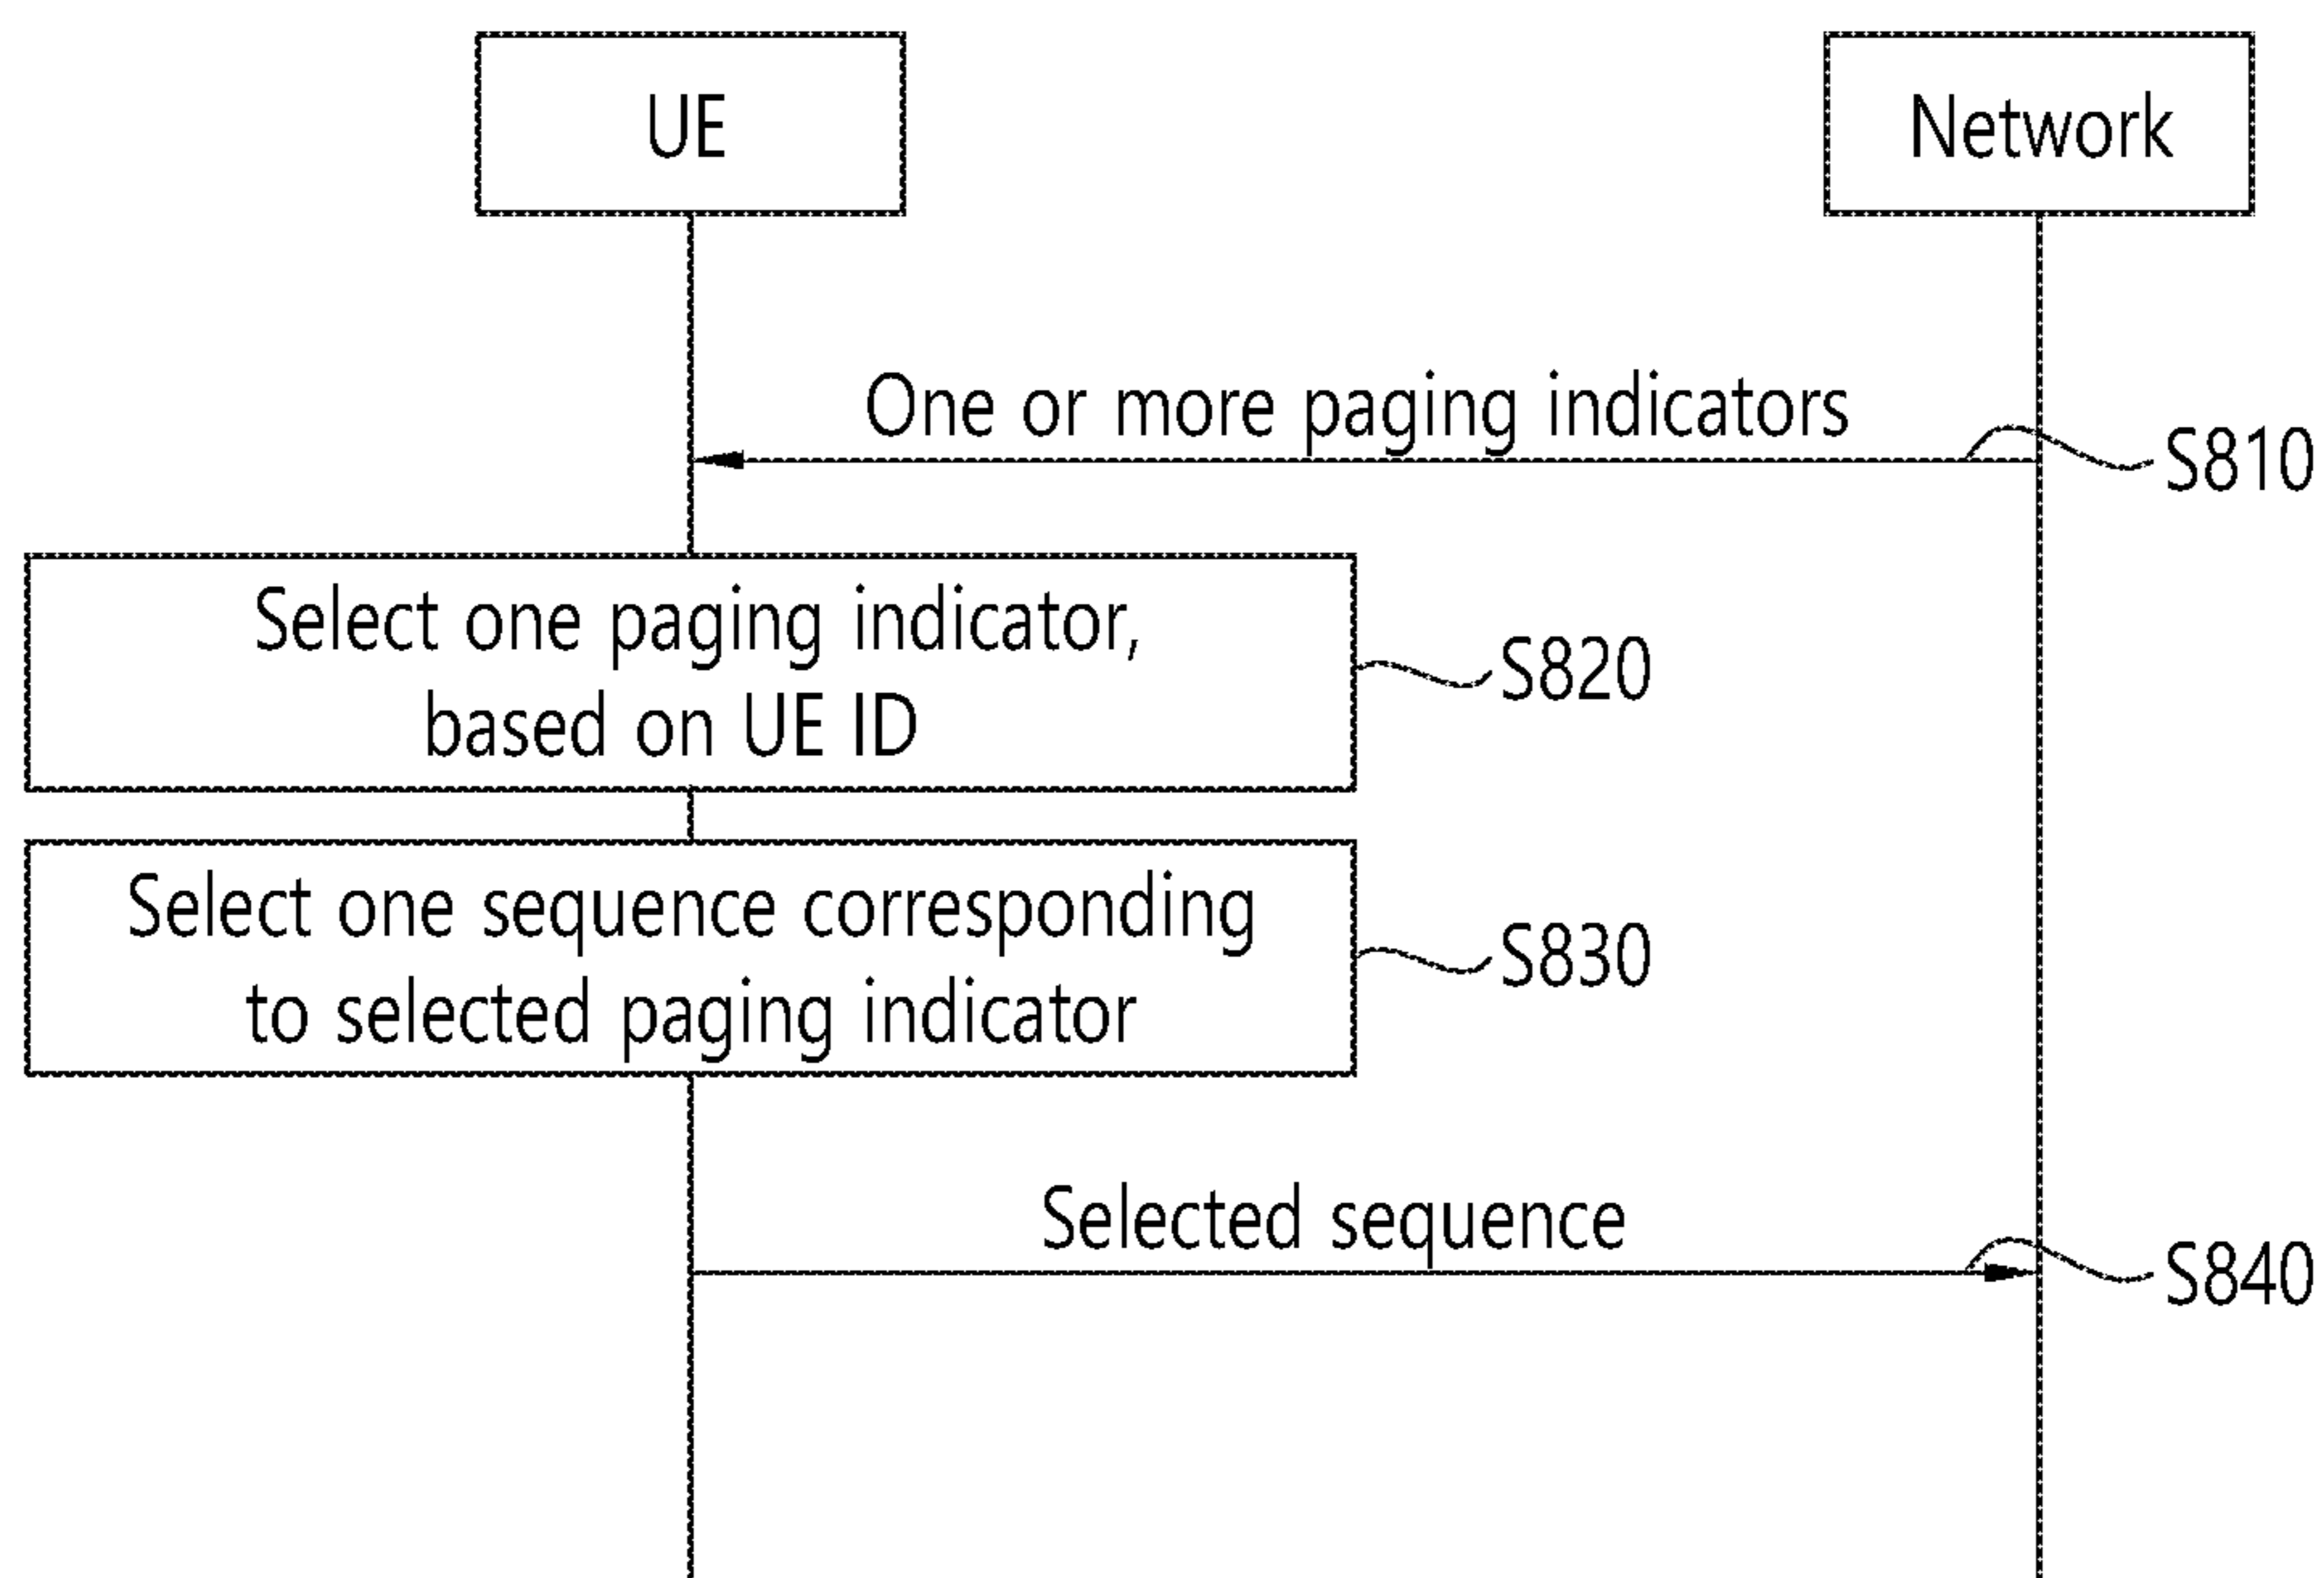 UE
Network
One or more paging indicators
S810
Select one paging indicator,
based on UE ID
S820
Select one sequence corresponding
to selected paging indicator
S830
Selected sequence
S840